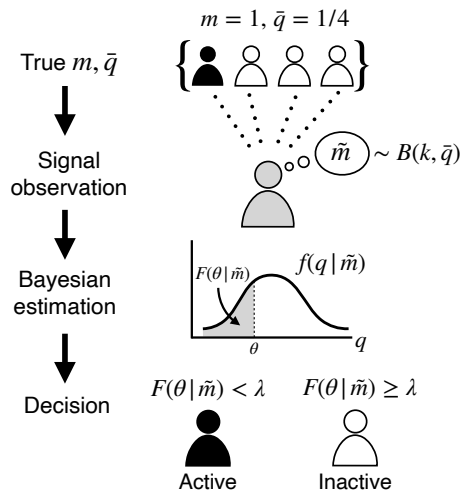 m = 1, q̄ = 1/4
True m, q̄
{ }
Signal
observation
m̃ ~ B(k, q̄)
Bayesian
estimation
F(θ | m̃)
f(q | m̃)
θ
q
Decision
F(θ | m̃) < λ
F(θ | m̃) ≥ λ
Active
Inactive